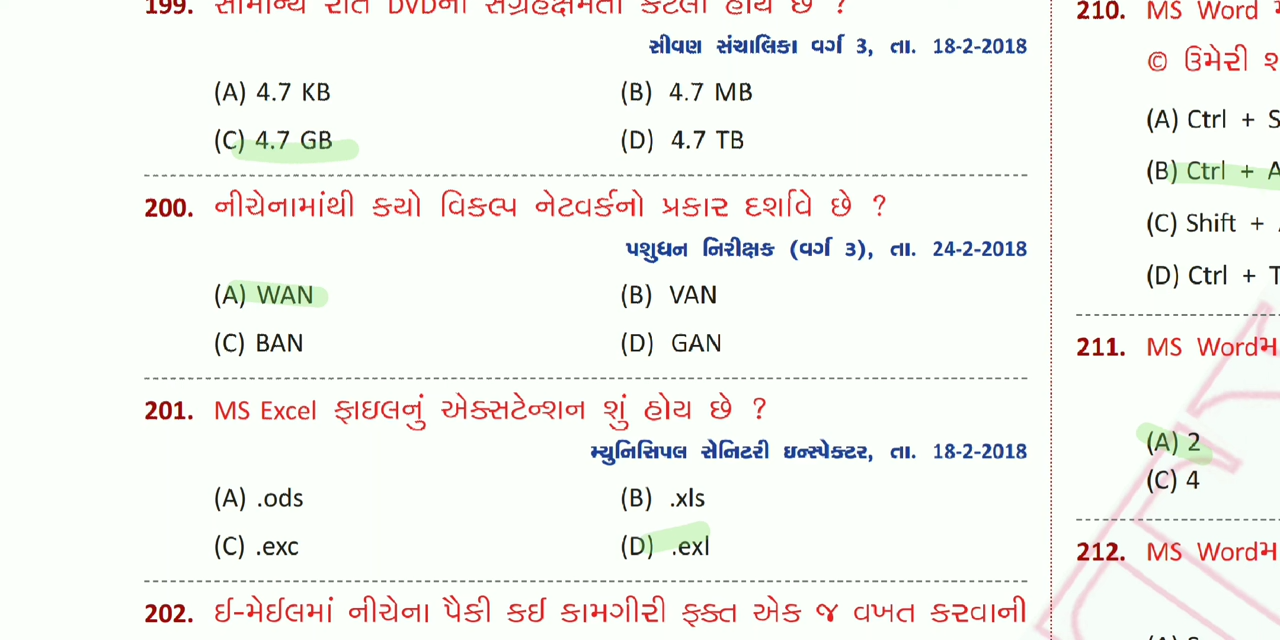 199. સામાન્ય રીતે DVDની સંગ્રહક્ષમતા કેટલી હોય છે ?
સીવણ સંચાલિકા વર્ગ 3, તા. 18-2-2018
(A) 4.7 KB
(B) 4.7 MB
(C) 4.7 GB
(D) 4.7 TB
200. નીચેનામાંથી કયો વિકલ્પ નેટવર્કનો પ્રકાર દર્શાવે છે ?
પશુધન નિરીક્ષક (વર્ગ 3), તા. 24-2-2018
(A) WAN
(B) VAN
(C) BAN
(D) GAN
201. MS Excel ફાઇલનું એક્સટેન્શન શું હોય છે ?
મ્યુનિસિપલ સેનિટરી ઇન્સ્પેક્ટર, તા. 18-2-2018
(A) .ods
(B) .xls
(C) .exc
(D) .exl
202. ઈ-મેઈલમાં નીચેના પૈકી કઈ કામગીરી ફક્ત એક જ વખત કરવાની
210. MS Word
© ઉમેરી
(A) Ctrl + S
(B) Ctrl + A
(C) Shift +
(D) Ctrl + T
211. MS Wordમ
(A) 2
(C) 4
212. MS Wordમ